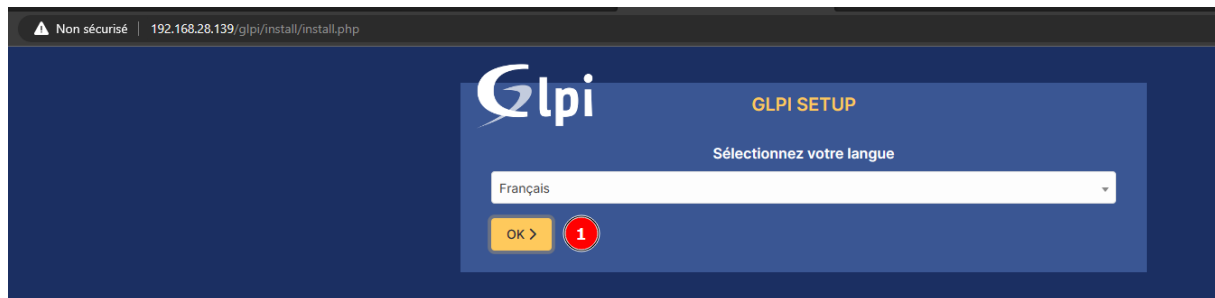 Non sécurisé | 192.168.28.139/glpi/install/install.php
Glpi
GLPI SETUP
Sélectionnez votre langue
Français
OK >
1